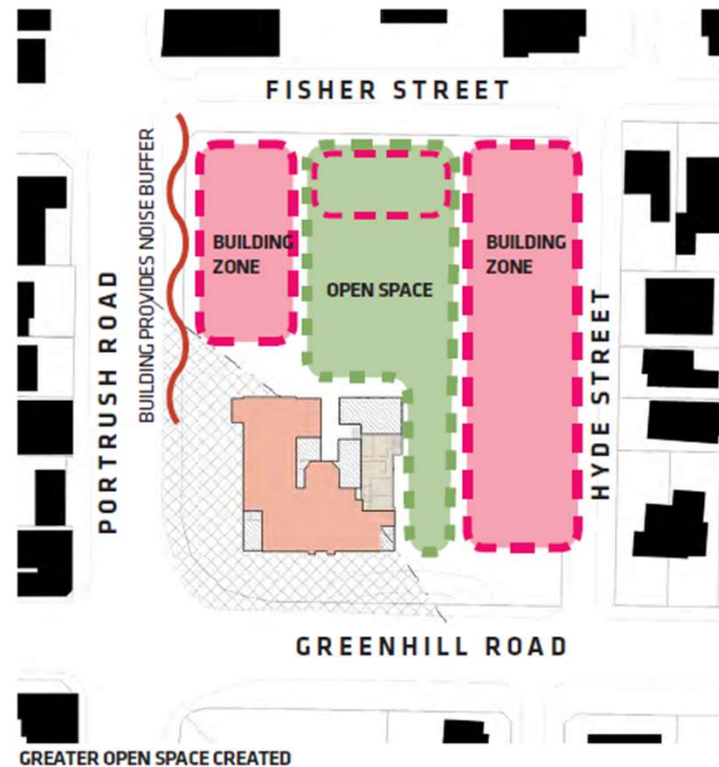 FISHER STREET
BUILDING PROVIDES NOISE BUFFER
PORTRUSH ROAD
BUILDING
ZONE
OPEN SPACE
BUILDING
ZONE
HYDE STREET
GREENHILL ROAD
GREATER OPEN SPACE CREATED